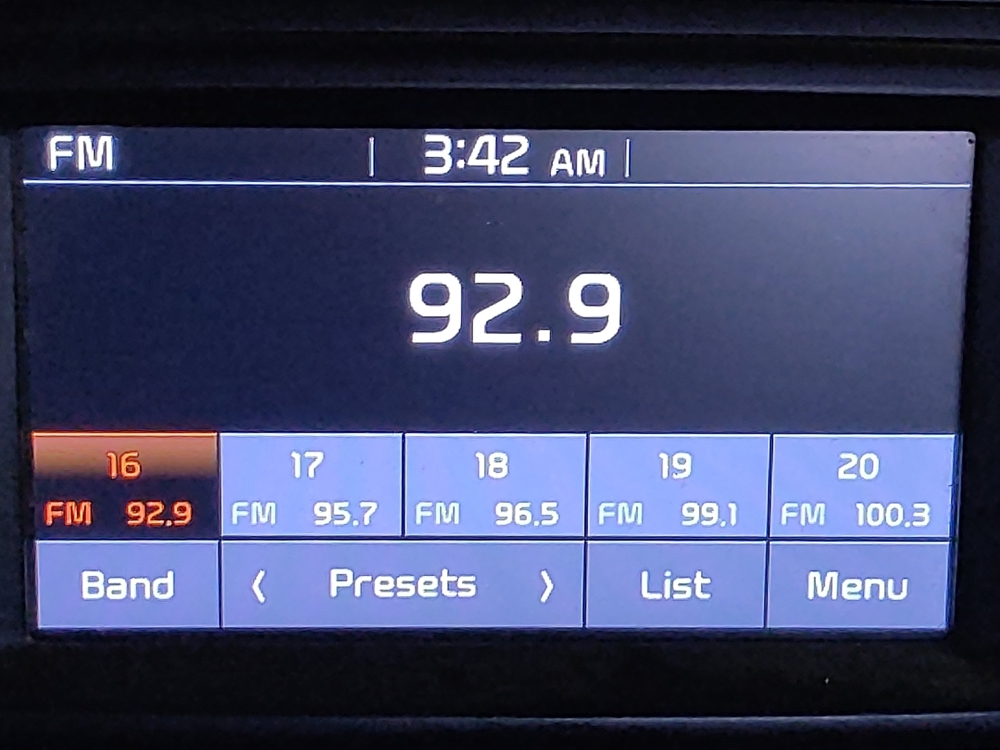 FM | 3:42 AM |
92.9
16 17 18 19 20
FM 92.9 FM 95.7 FM 96.5 FM 99.1 FM 100.3
Band 〈 Presets 〉 List Menu